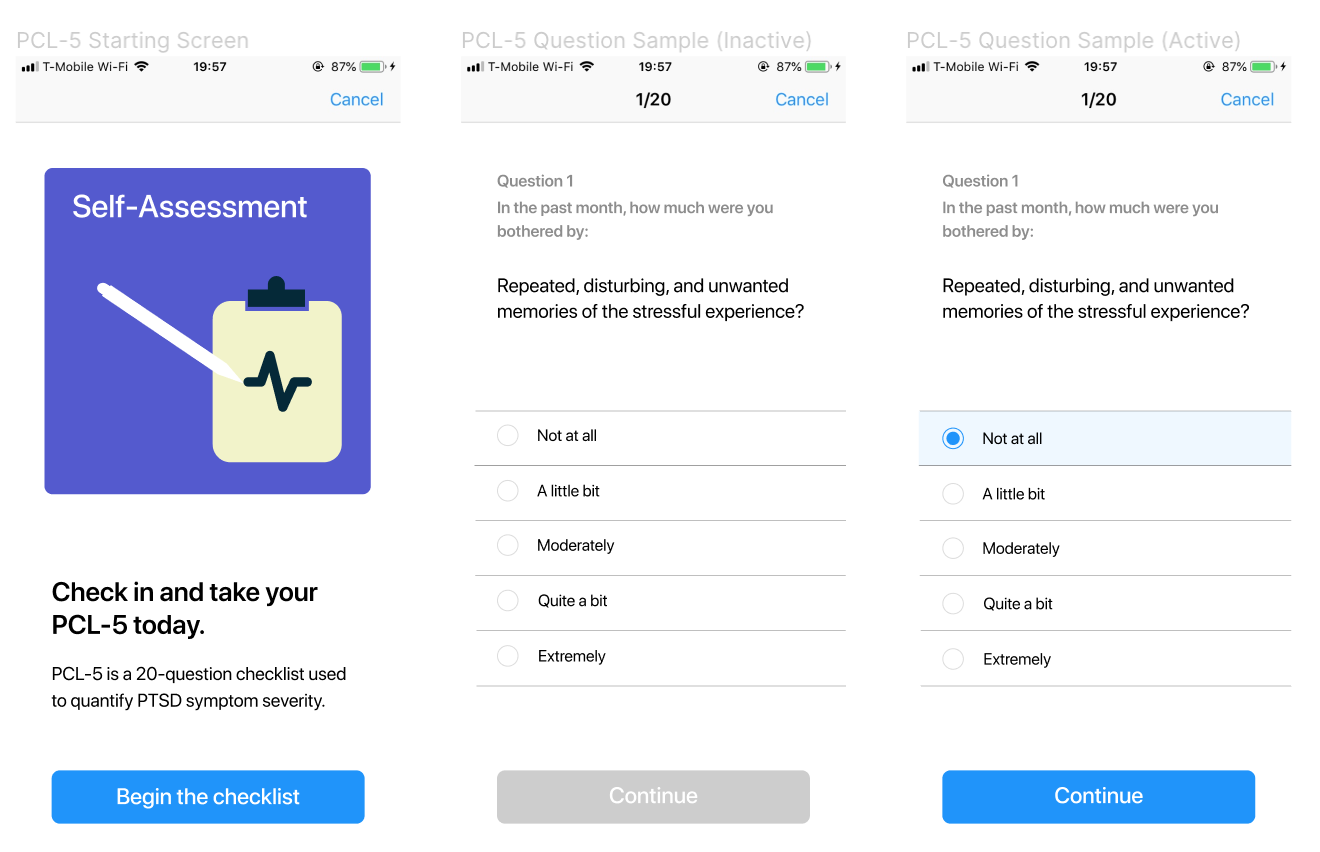 PCL-5 Starting Screen
T-Mobile Wi-Fi 19:57 87%
Cancel
Self-Assessment
Check in and take your
PCL-5 today.
PCL-5 is a 20-question checklist used
to quantify PTSD symptom severity.
Begin the checklist
PCL-5 Question Sample (Inactive)
T-Mobile Wi-Fi 19:57 87%
1/20 Cancel
Question 1
In the past month, how much were you
bothered by:
Repeated, disturbing, and unwanted
memories of the stressful experience?
Not at all
A little bit
Moderately
Quite a bit
Extremely
Continue
PCL-5 Question Sample (Active)
T-Mobile Wi-Fi 19:57 87%
1/20 Cancel
Question 1
In the past month, how much were you
bothered by:
Repeated, disturbing, and unwanted
memories of the stressful experience?
Not at all
A little bit
Moderately
Quite a bit
Extremely
Continue